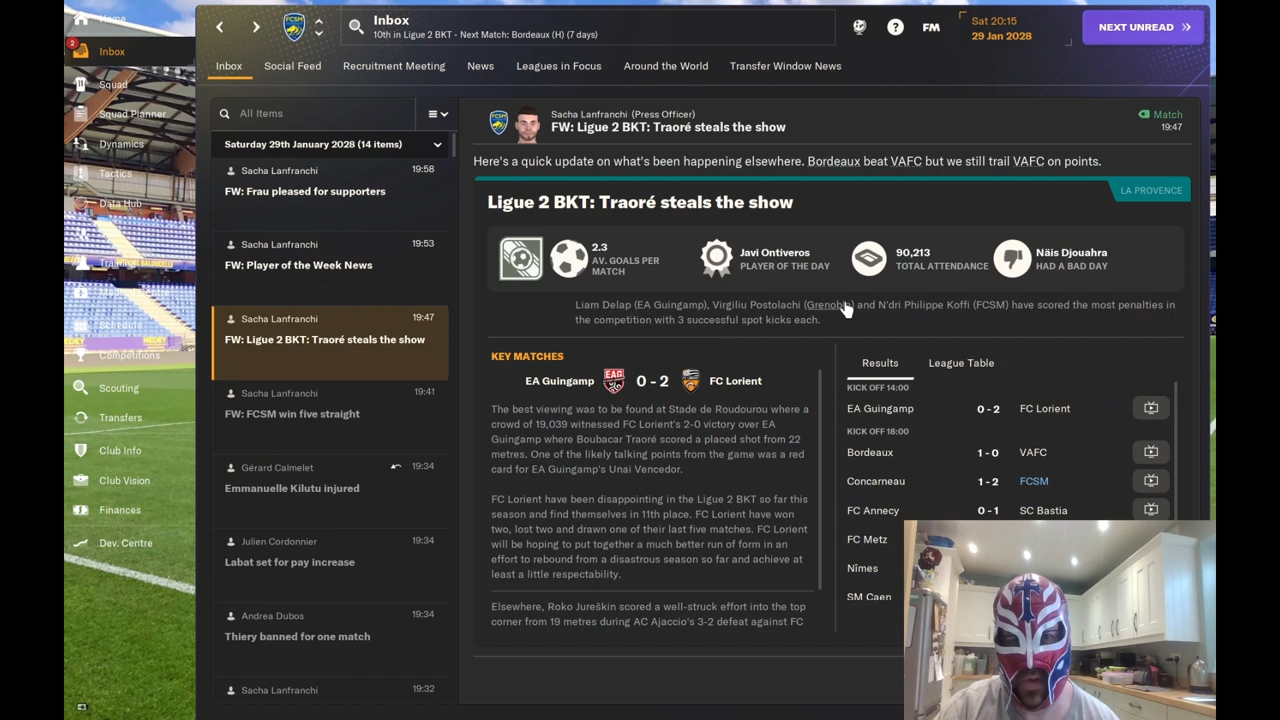 Home
2
Inbox
Squad
Squad Planner
Dynamics
Tactics
Data Hub
Competitions
Scouting
Transfers
Club Info
Club Vision
Finances
Dev. Centre
FCSM
Inbox
10th in Ligue 2 BKT - Next Match: Bordeaux (H) (7 days)
?
FM
Sat 20:15
29 Jan 2028
NEXT UNREAD
Inbox
Social Feed
Recruitment Meeting
News
Leagues in Focus
Around the World
Transfer Window News
All Items
Saturday 29th January 2028 (14 items)
Sacha Lanfranchi 19:58
FW: Frau pleased for supporters
Sacha Lanfranchi 19:53
FW: Player of the Week News
Sacha Lanfranchi 19:47
FW: Ligue 2 BKT: Traoré steals the show
Sacha Lanfranchi 19:41
FW: FCSM win five straight
Gérard Calmelet 19:34
Emmanuelle Kilutu injured
Julien Cordonnier 19:34
Labat set for pay increase
Andrea Dubos 19:34
Thiery banned for one match
Sacha Lanfranchi 19:32
Sacha Lanfranchi (Press Officer)
FW: Ligue 2 BKT: Traoré steals the show
Match
19:47
Here's a quick update on what's been happening elsewhere. Bordeaux beat VAFC but we still trail VAFC on points.
LA PROVENCE
Ligue 2 BKT: Traoré steals the show
2.3
AV. GOALS PER
MATCH
Javi Ontiveros
PLAYER OF THE DAY
90,213
TOTAL ATTENDANCE
Näis Djouahra
HAD A BAD DAY
Liam Delap (EA Guingamp), Virgiliu Postolachi (Grenoble) and N'dri Philippe Koffi (FCSM) have scored the most penalties in
the competition with 3 successful spot kicks each.
KEY MATCHES
EA Guingamp EAG 0 - 2 FC Lorient
The best viewing was to be found at Stade de Roudourou where a
crowd of 19,039 witnessed FC Lorient's 2-0 victory over EA
Guingamp where Boubacar Traoré scored a placed shot from 22
metres. One of the likely talking points from the game was a red
card for EA Guingamp's Unai Vencedor.
FC Lorient have been disappointing in the Ligue 2 BKT so far this
season and find themselves in 11th place. FC Lorient have won
two, lost two and drawn one of their last five matches. FC Lorient
will be hoping to put together a much better run of form in an
effort to rebound from a disastrous season so far and achieve at
least a little respectability.
Elsewhere, Roko Jureškin scored a well-struck effort into the top
corner from 19 metres during AC Ajaccio's 3-2 defeat against FC
Results
League Table
KICK OFF 14:00
EA Guingamp 0 - 2 FC Lorient
KICK OFF 18:00
Bordeaux 1 - 0 VAFC
Concarneau 1 - 2 FCSM
FC Annecy 0 - 1 SC Bastia
FC Metz
Nîmes
SM Caen